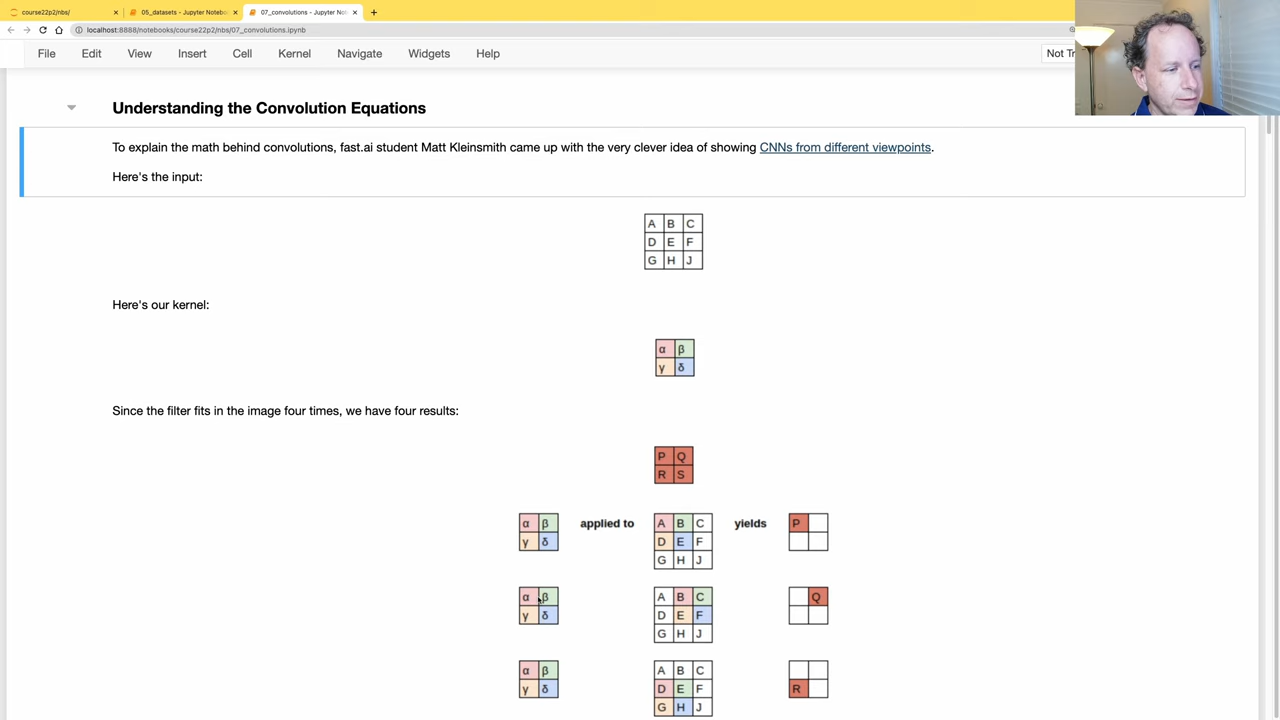 course22p2/nbs/
05_datasets - Jupyter Notebo
07_convolutions - Jupyter No
localhost:8888/notebooks/course22p2/nbs/07_convolutions.ipynb
File Edit View Insert Cell Kernel Navigate Widgets Help Not Tr
Understanding the Convolution Equations
To explain the math behind convolutions, fast.ai student Matt Kleinsmith came up with the very clever idea of showing CNNs from different viewpoints.
Here's the input:
A B C
D E F
G H J
Here's our kernel:
α β
γ δ
Since the filter fits in the image four times, we have four results:
P Q
R S
α β applied to A B C yields P
γ δ D E F
G H J
α β A B C Q
γ δ D E F
G H J
α β A B C
γ δ D E F R
G H J